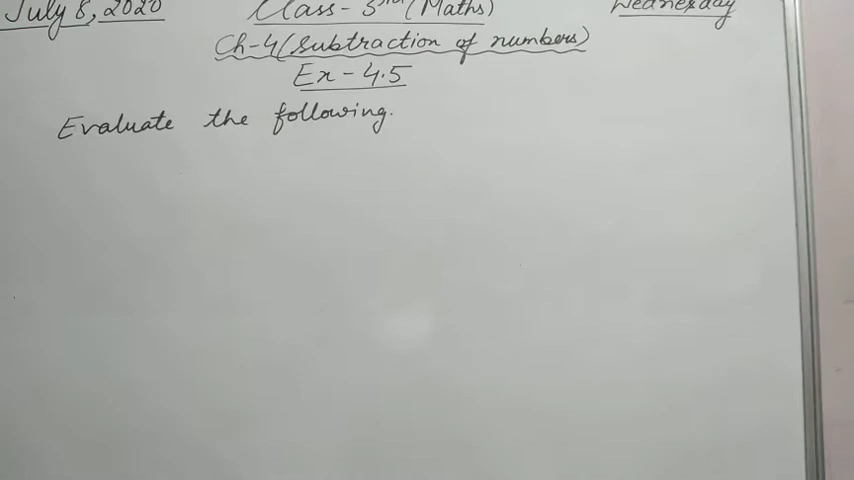 July 8, 2020 Class-3rd (Maths) Wednesday
Ch-4 (Subtraction of numbers)
Ex-4.5
Evaluate the following.